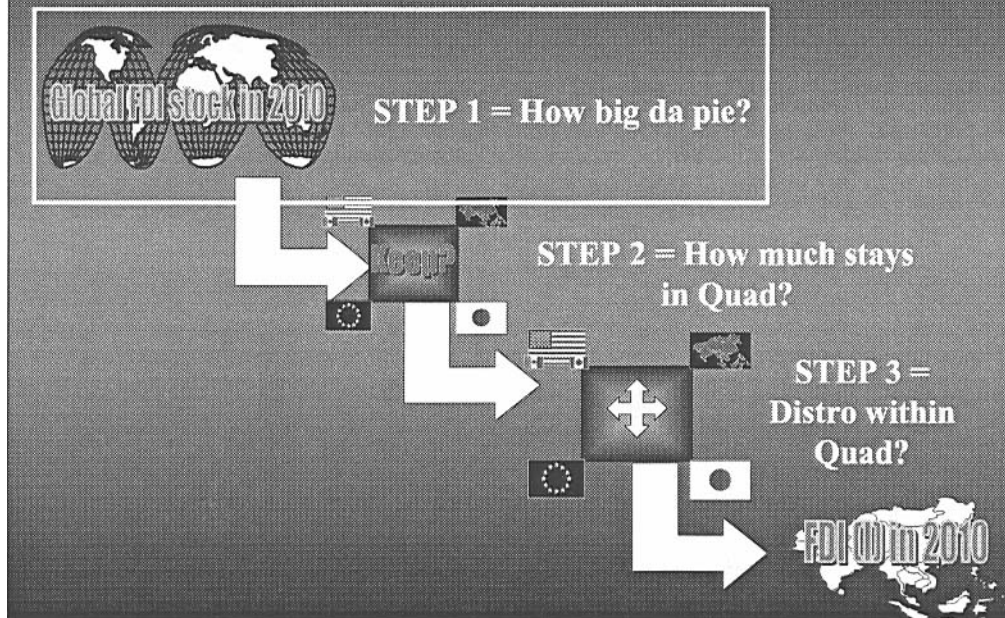 Global FDI stock in 2010
STEP 1 = How big da pie?
Keep?
STEP 2 = How much stays
in Quad?
STEP 3 =
Distro within
Quad?
FDI (I) in 2010